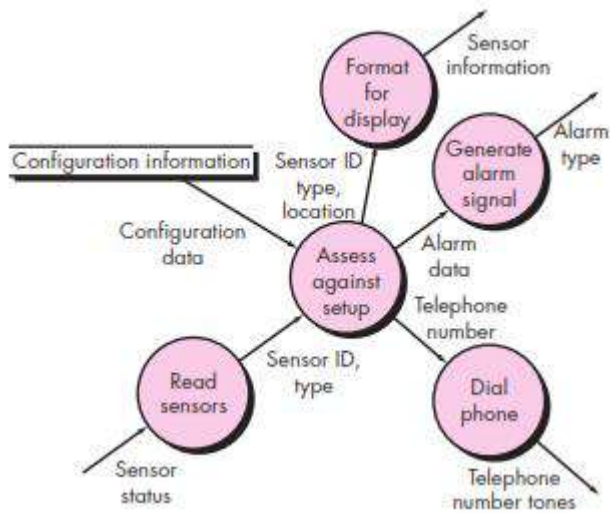 Format
for
display
Sensor
information
Configuration information
Sensor ID
type,
location
Generate
alarm
signal
Alarm
type
Configuration
data
Assess
against
setup
Alarm
data
Telephone
number
Read
sensors
Sensor ID,
type
Dial
phone
Sensor
status
Telephone
number tones